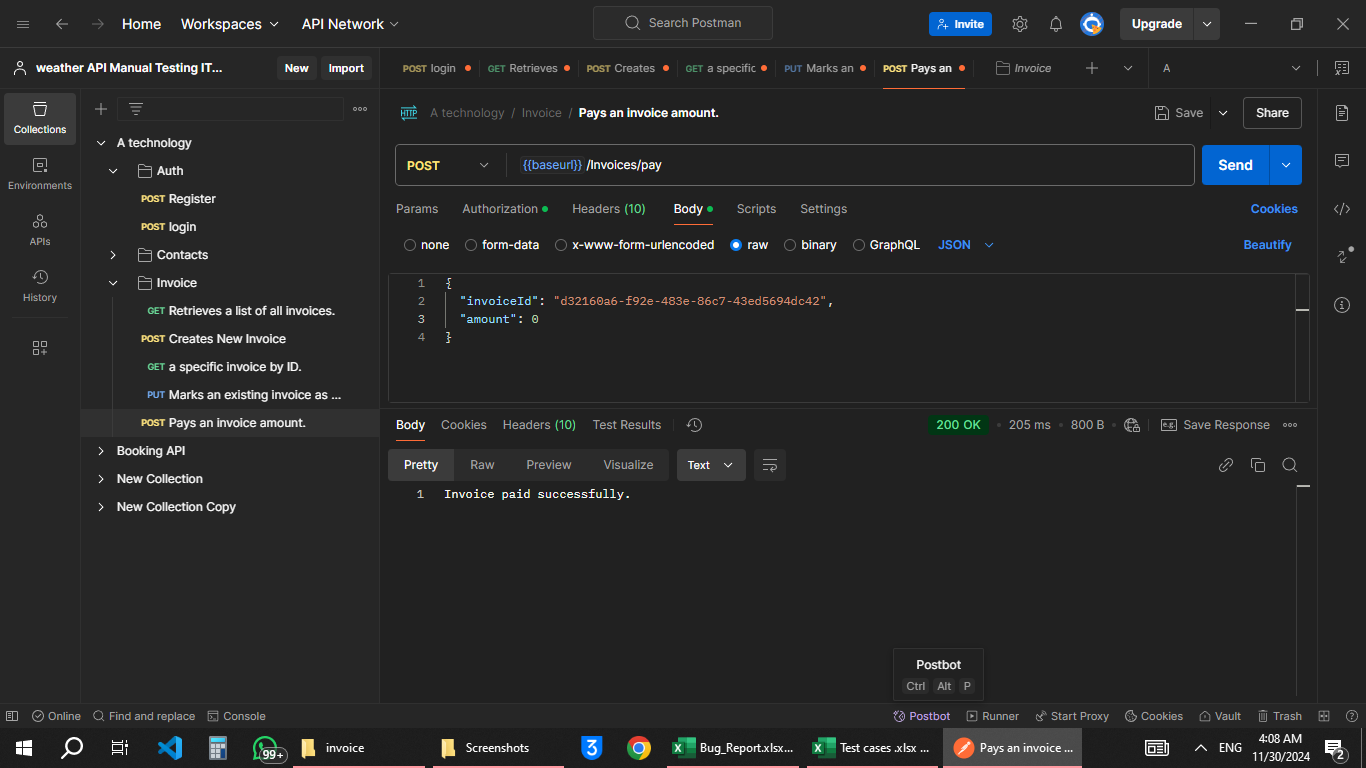 Home Workspaces API Network Search Postman Invite Upgrade
weather API Manual Testing IT... New Import
POST login GET Retrieves POST Creates GET a specific PUT Marks an POST Pays an Invoice A
Collections
Environments
APIs
History
A technology
Auth
POST Register
POST login
Contacts
Invoice
GET Retrieves a list of all invoices.
POST Creates New Invoice
GET a specific invoice by ID.
PUT Marks an existing invoice as ...
POST Pays an invoice amount.
Booking API
New Collection
New Collection Copy
HTTP A technology / Invoice / Pays an invoice amount. Save Share
POST {{baseurl}} /Invoices/pay Send
Params Authorization Headers (10) Body Scripts Settings Cookies
none form-data x-www-form-urlencoded raw binary GraphQL JSON Beautify
1 {
2 "invoiceId": "d32160a6-f92e-483e-86c7-43ed5694dc42",
3 "amount": 0
4 }
Body Cookies Headers (10) Test Results 200 OK 205 ms 800 B e.g. Save Response
Pretty Raw Preview Visualize Text
1 Invoice paid successfully.
Postbot
Ctrl Alt P
Online Find and replace Console Postbot Runner Start Proxy Cookies Vault Trash
99+ invoice Screenshots 3 Bug_Report.xlsx... Test cases .xlsx ... Pays an invoice ... ENG 4:08 AM
11/30/2024 2